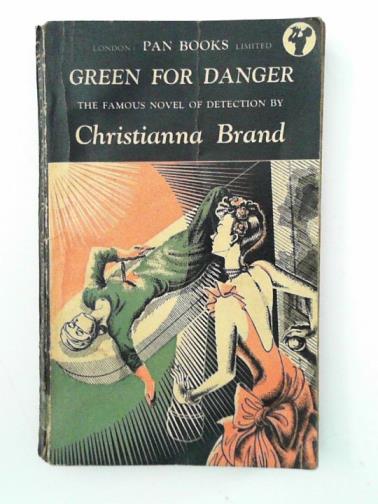 LONDON: PAN BOOKS LIMITED
GREEN FOR DANGER
THE FAMOUS NOVEL OF DETECTION BY
Christianna Brand